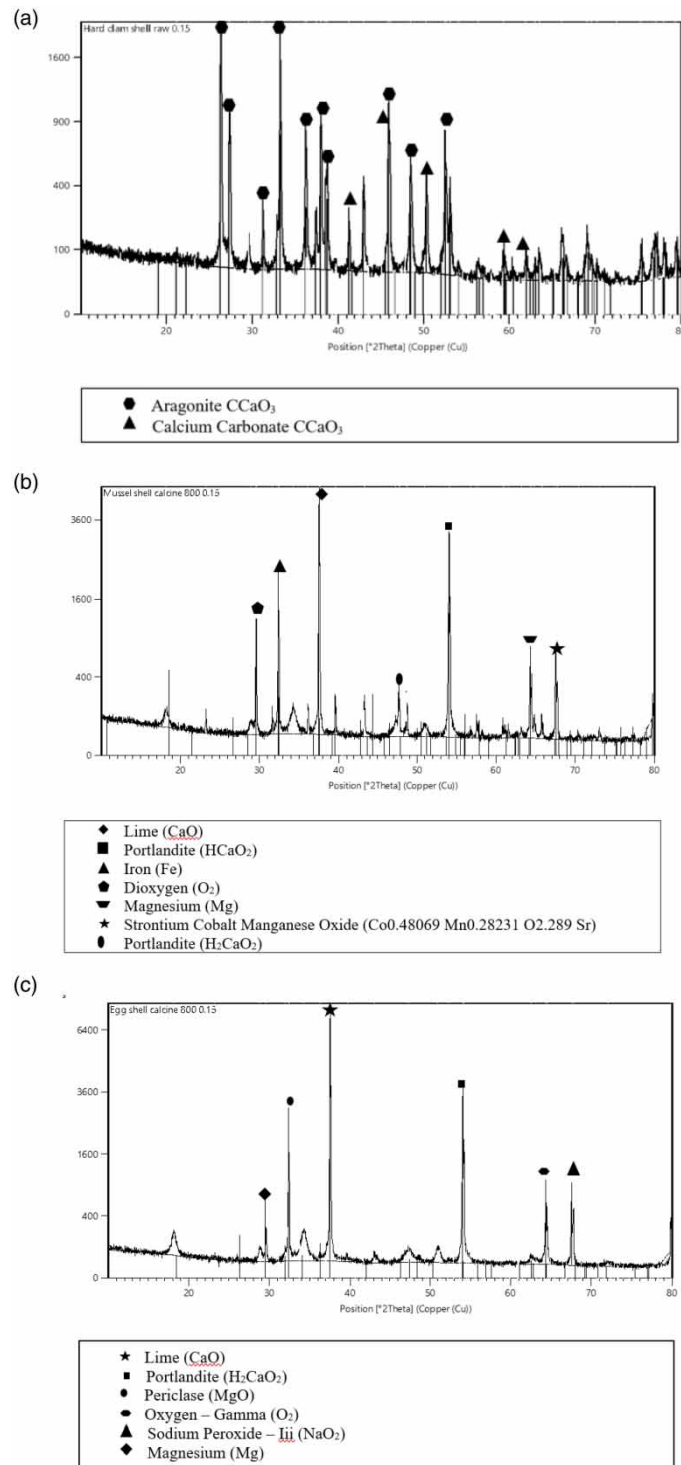 (a)
Hard clam shell raw 0.15
1600
900
400
100
0
20 30 40 50 60 70 80
Position [°2Theta] (Copper (Cu))
Aragonite CCaO₃
Calcium Carbonate CCaO₃
(b)
Mussel shell calcine 800 0.15
3600
1600
400
0
20 30 40 50 60 70 80
Position [°2Theta] (Copper (Cu))
Lime (CaO)
Portlandite (HCaO₂)
Iron (Fe)
Dioxygen (O₂)
Magnesium (Mg)
Strontium Cobalt Manganese Oxide (Co0.48069 Mn0.28231 O2.289 Sr)
Portlandite (H₂CaO₂)
(c)
Egg shell calcine 800 0.15
6400
3600
1600
400
0
20 30 40 50 60 70 80
Position [°2Theta] (Copper (Cu))
Lime (CaO)
Portlandite (H₂CaO₂)
Periclase (MgO)
Oxygen – Gamma (O₂)
Sodium Peroxide – Iii (NaO₂)
Magnesium (Mg)